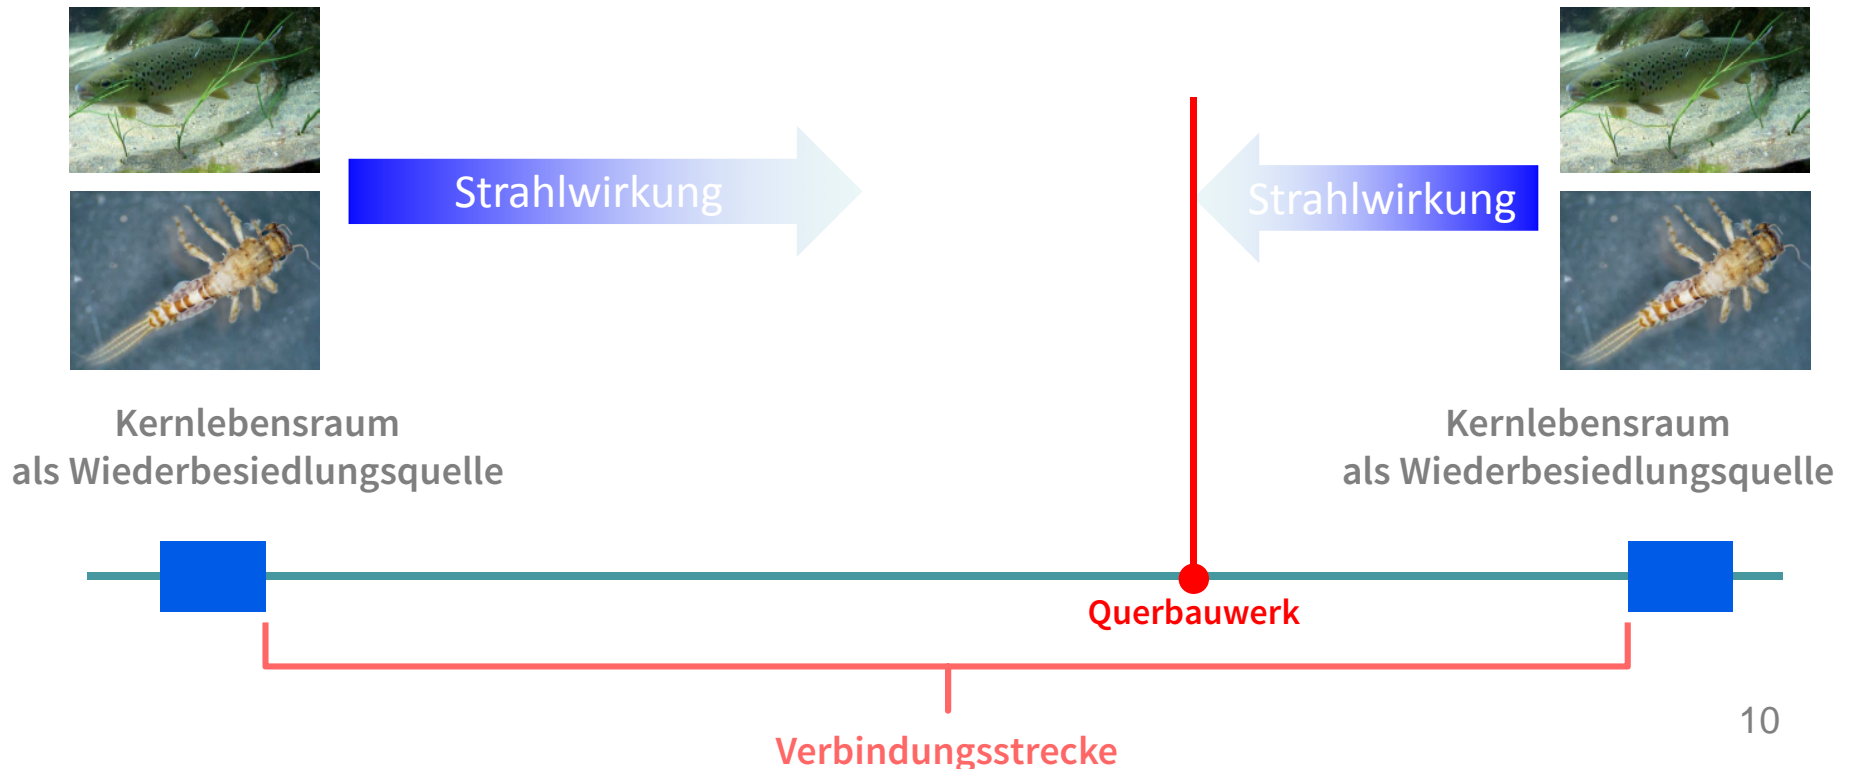 Strahlwirkung
Strahlwirkung
Kernlebensraum
als Wiederbesiedlungsquelle
Kernlebensraum
als Wiederbesiedlungsquelle
Querbauwerk
Verbindungsstrecke
10